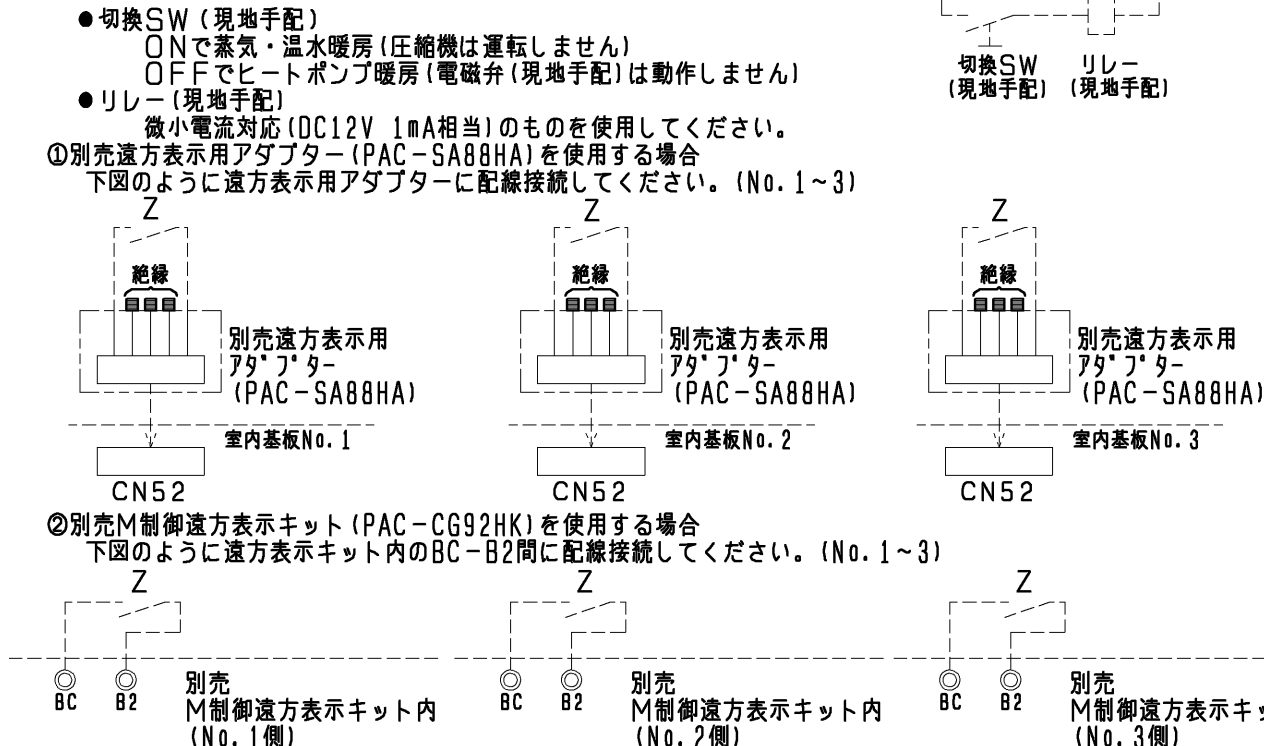 ●切換SW(現地手配)
ONで蒸気・温水暖房(圧縮機は運転しません)
OFFでヒートポンプ暖房(電磁弁(現地手配)は動作しません)
●リレー(現地手配)
微小電流対応(DC12V 1mA相当)のものを使用してください。
切換SW リレー
(現地手配) (現地手配)
①別売遠方表示用アダプター(PAC-SA88HA)を使用する場合
下図のように遠方表示用アダプターに配線接続してください。(No.1~3)
Z
絶縁
別売遠方表示用
アダプター
(PAC-SA88HA)
室内基板No.1
CN52
Z
絶縁
別売遠方表示用
アダプター
(PAC-SA88HA)
室内基板No.2
CN52
Z
絶縁
別売遠方表示用
アダプター
(PAC-SA88HA)
室内基板No.3
CN52
②別売M制御遠方表示キット(PAC-CG92HK)を使用する場合
下図のように遠方表示キット内のBC-B2間に配線接続してください。(No.1~3)
Z
BC B2
別売
M制御遠方表示キット内
(No.1側)
Z
BC B2
別売
M制御遠方表示キット内
(No.2側)
Z
BC B2
別売
M制御遠方表示キッ
(No.3側)